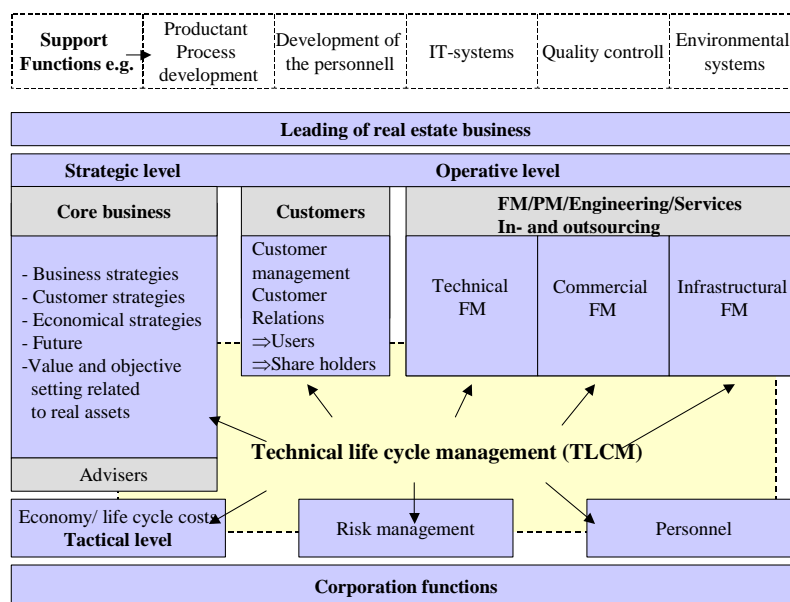 Support
Functions e.g.
Productant
Process
development
Development of
the personnell
IT-systems
Quality controll
Environmental
systems
Leading of real estate business
Strategic level
Operative level
Core business
Customers
FM/PM/Engineering/Services
In- and outsourcing
- Business strategies
- Customer strategies
- Economical strategies
- Future
-Value and objective
setting related
to real assets
Customer
management
Customer
Relations
⇒Users
⇒Share holders
Technical
FM
Commercial
FM
Infrastructural
FM
Technical life cycle management (TLCM)
Advisers
Economy/ life cycle costs
Tactical level
Risk management
Personnel
Corporation functions